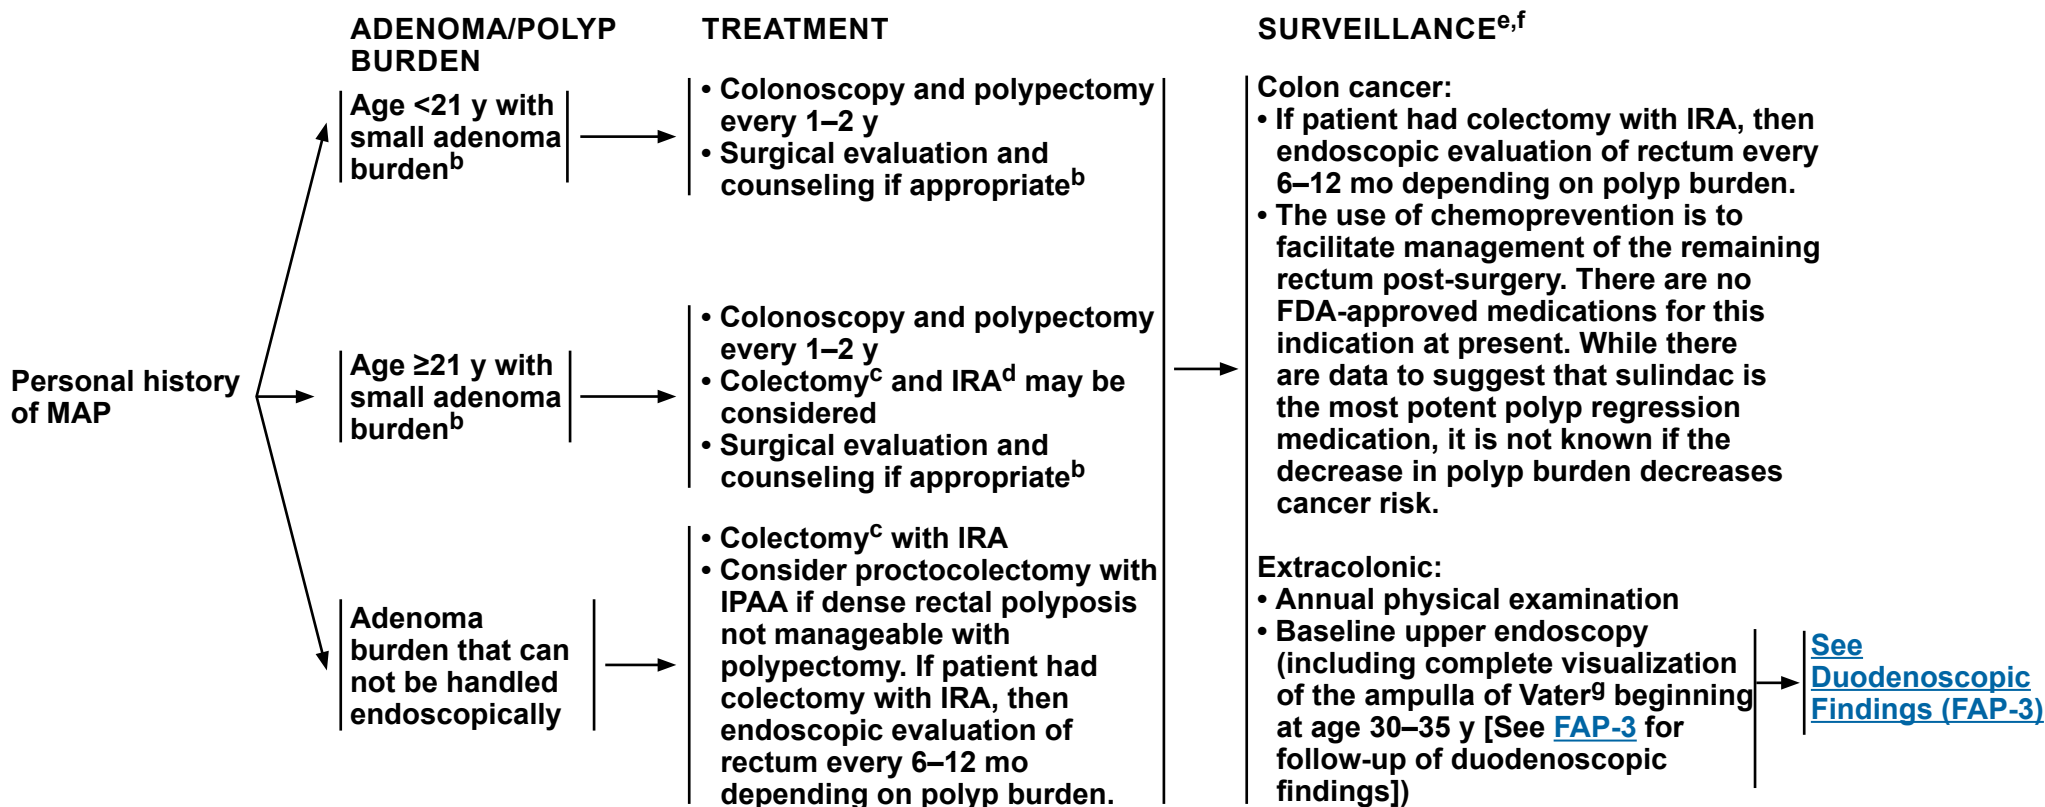 ADENOMA/POLYP
BURDEN
TREATMENT
SURVEILLANCEe,f
Personal history
of MAP
Age <21 y with
small adenoma
burdenb
• Colonoscopy and polypectomy
every 1–2 y
• Surgical evaluation and
counseling if appropriateb
Age ≥21 y with
small adenoma
burdenb
• Colonoscopy and polypectomy
every 1–2 y
• Colectomyc and IRAd may be
considered
• Surgical evaluation and
counseling if appropriateb
Adenoma
burden that can
not be handled
endoscopically
• Colectomyc with IRA
• Consider proctocolectomy with
IPAA if dense rectal polyposis
not manageable with
polypectomy. If patient had
colectomy with IRA, then
endoscopic evaluation of
rectum every 6–12 mo
depending on polyp burden.
Colon cancer:
• If patient had colectomy with IRA, then
endoscopic evaluation of rectum every
6–12 mo depending on polyp burden.
• The use of chemoprevention is to
facilitate management of the remaining
rectum post-surgery. There are no
FDA-approved medications for this
indication at present. While there
are data to suggest that sulindac is
the most potent polyp regression
medication, it is not known if the
decrease in polyp burden decreases
cancer risk.
Extracolonic:
• Annual physical examination
• Baseline upper endoscopy
(including complete visualization
of the ampulla of Vaterg beginning
at age 30–35 y [See FAP-3 for
follow-up of duodenoscopic
findings])
See
Duodenoscopic
Findings (FAP-3)